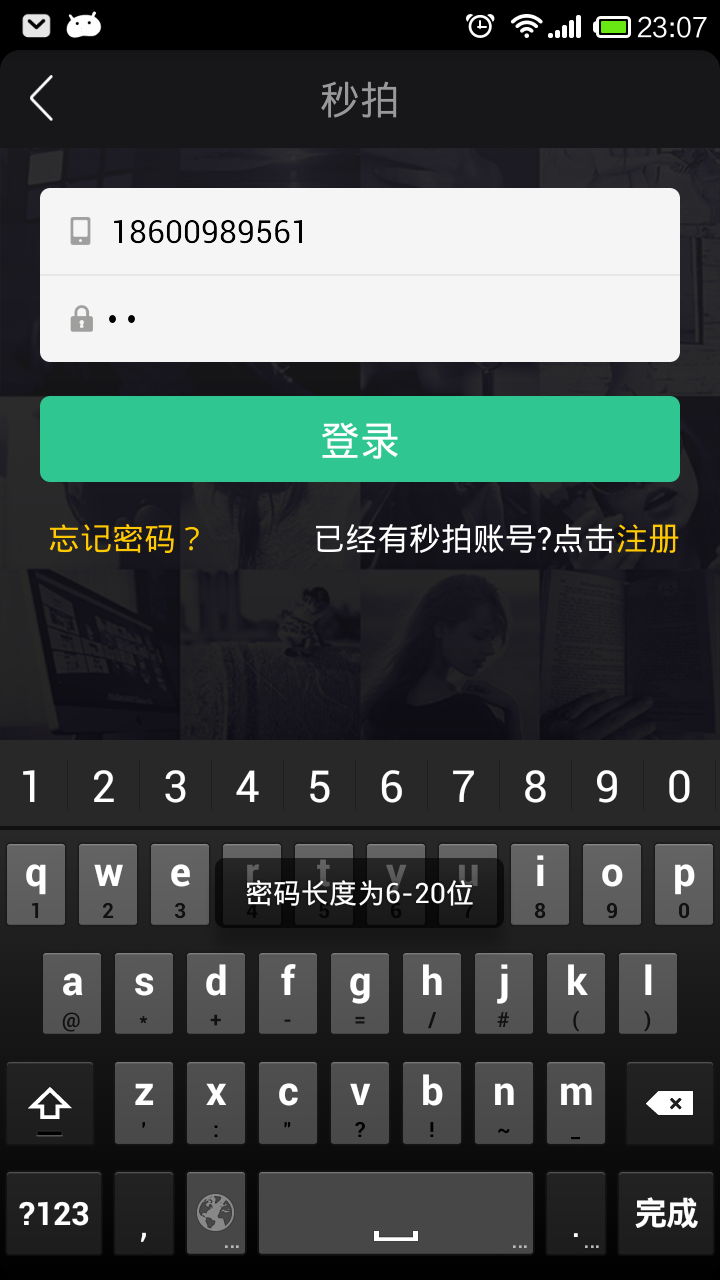 23:07
秒拍
18600989561
••
登录
忘记密码？
已经有秒拍账号?点击注册
1 2 3 4 5 6 7 8 9 0
q w e r t y u i o p
1 2 3 4 5 6 7 8 9 0
密码长度为6-20位
a s d f g h j k l
@ * + - = / # ( )
z x c v b n m
' : " ? ! ~ _
?123 , . 完成